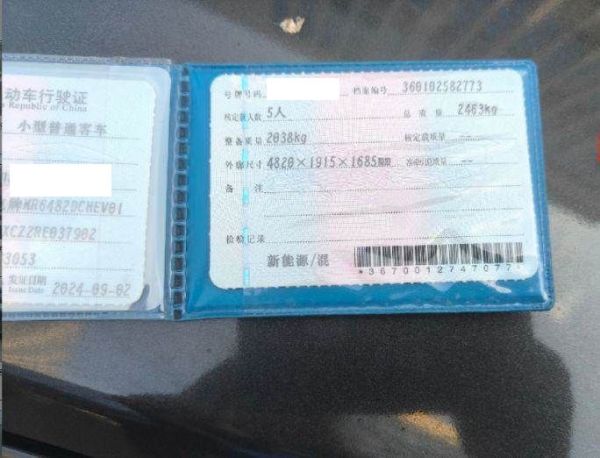 动车行驶证
Republic of China
小型普通客车
牌MR6482DCHEV01
XCZZRE037902
3053
发证日期
Issue Date
2024-09-02
号牌号码
档案编号 360102582773
核定载人数 5人
总质量 2463kg
整备质量 2038kg
核定载质量 --
外廓尺寸 4820×1915×1685mm
准牵引总质量 --
备注
检验记录
新能源/混
*3670012747077*